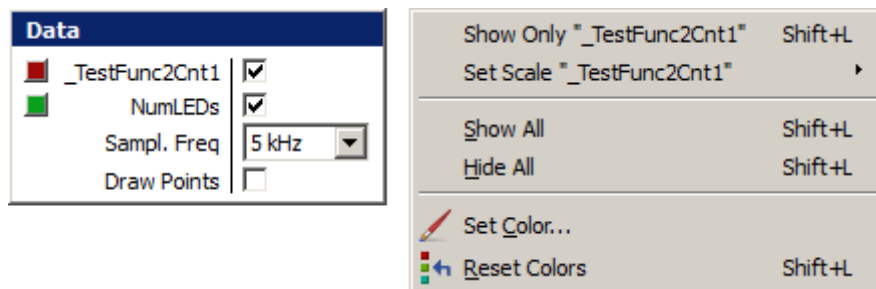 Data
_TestFunc2Cnt1
NumLEDs
Sampl. Freq 5 kHz
Draw Points
Show Only "_TestFunc2Cnt1" Shift+L
Set Scale "_TestFunc2Cnt1"
Show All Shift+L
Hide All Shift+L
Set Color...
Reset Colors Shift+L